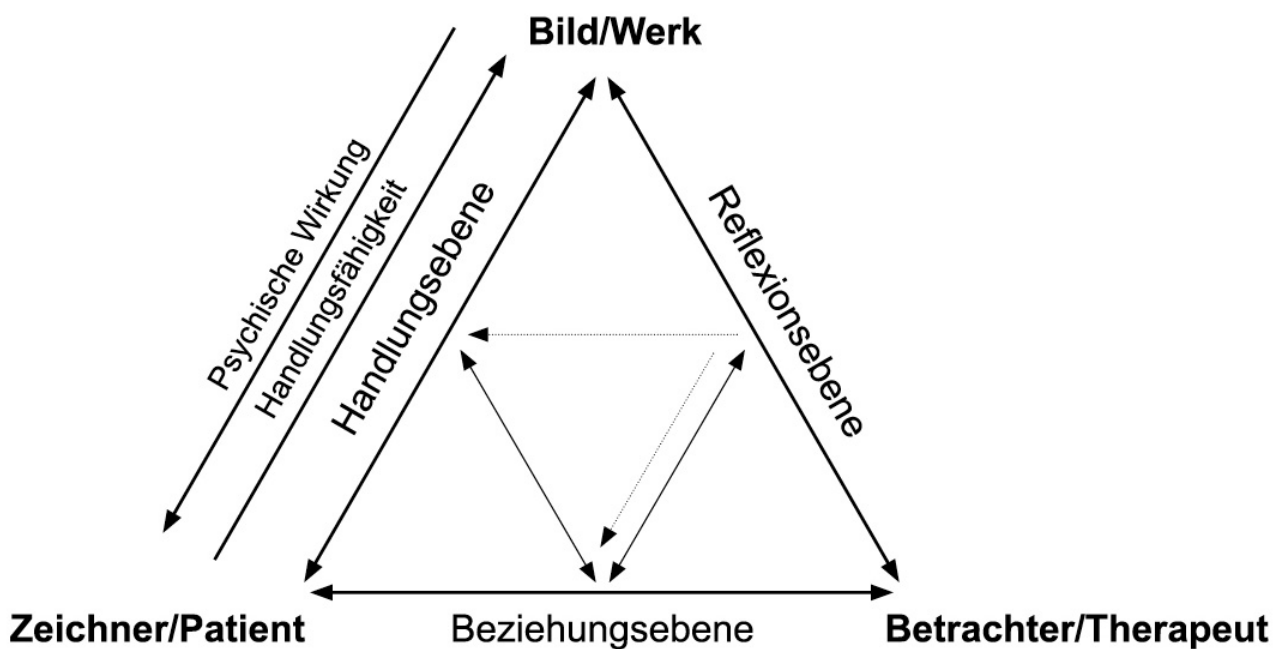 Bild/Werk
Psychische Wirkung
Handlungsfähigkeit
Handlungsebene
Reflexionsebene
Zeichner/Patient
Beziehungsebene
Betrachter/Therapeut